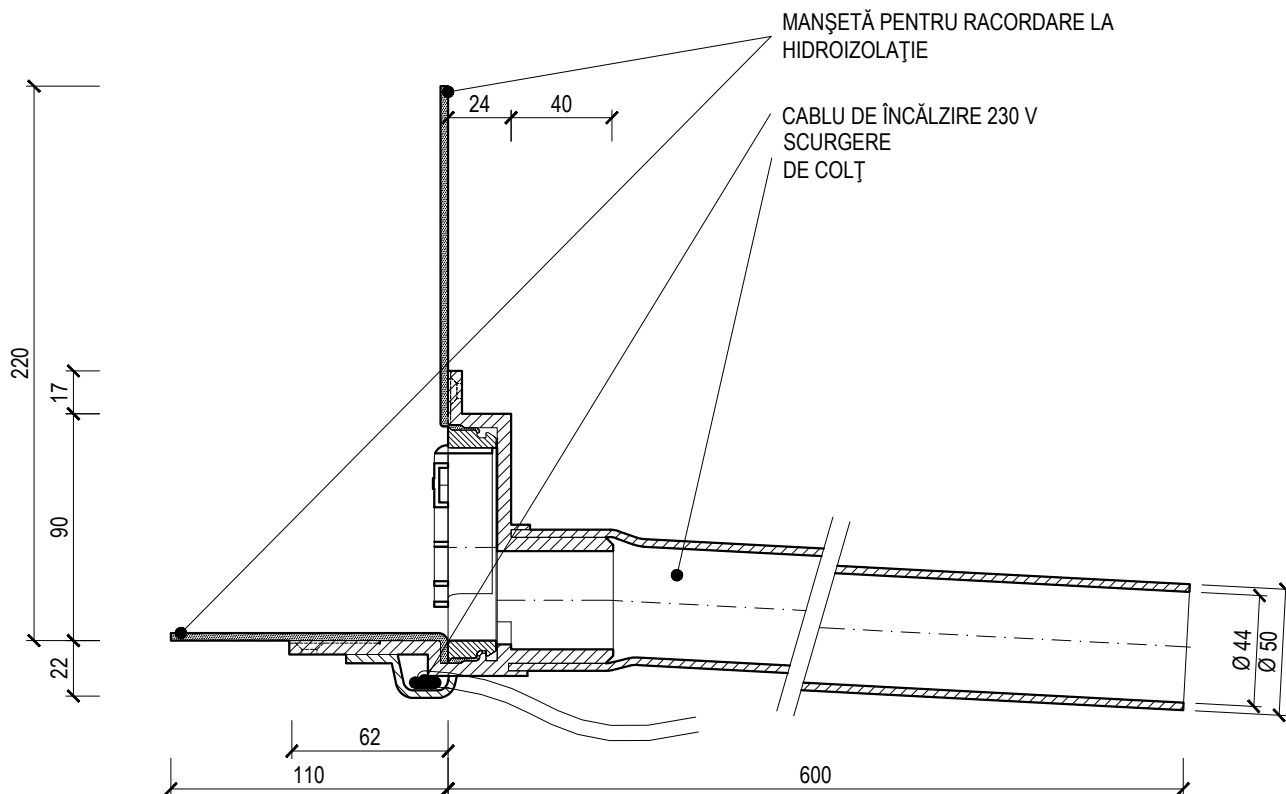 MANŞETĂ PENTRU RACORDARE LA
HIDROIZOLAŢIE
24
40
CABLU DE ÎNCĂLZIRE 230 V
SCURGERE
DE COLŢ
220
17
90
22
Ø 44
Ø 50
62
110
600